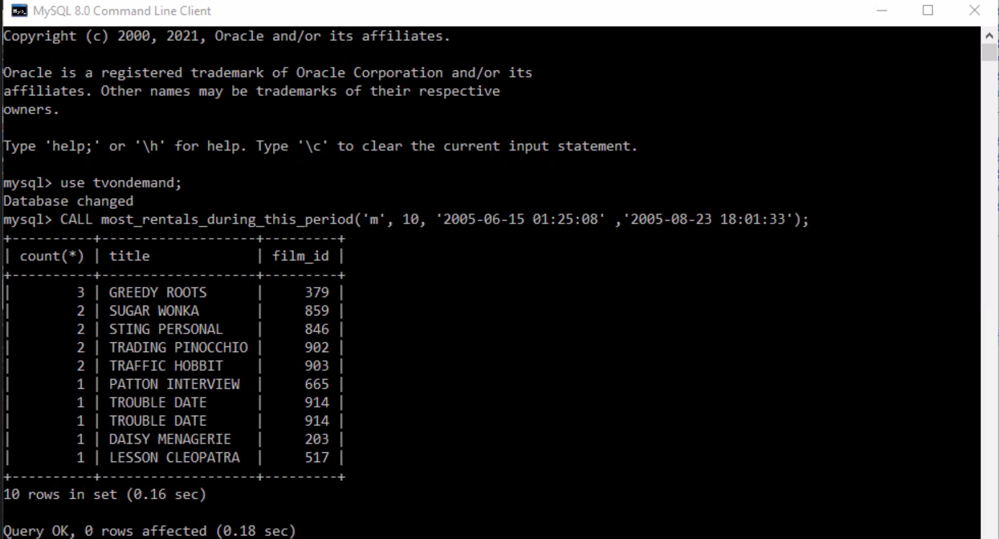 MySQL 8.0 Command Line Client
Copyright (c) 2000, 2021, Oracle and/or its affiliates.
Oracle is a registered trademark of Oracle Corporation and/or its
affiliates. Other names may be trademarks of their respective
owners.
Type 'help;' or '\h' for help. Type '\c' to clear the current input statement.
mysql> use tvondemand;
Database changed
mysql> CALL most_rentals_during_this_period('m', 10, '2005-06-15 01:25:08' ,'2005-08-23 18:01:33');
+----------+-------------------+---------+
| count(*) | title             | film_id |
+----------+-------------------+---------+
|        3 | GREEDY ROOTS      |     379 |
|        2 | SUGAR WONKA       |     859 |
|        2 | STING PERSONAL    |     846 |
|        2 | TRADING PINOCCHIO |     902 |
|        2 | TRAFFIC HOBBIT    |     903 |
|        1 | PATTON INTERVIEW  |     665 |
|        1 | TROUBLE DATE      |     914 |
|        1 | TROUBLE DATE      |     914 |
|        1 | DAISY MENAGERIE   |     203 |
|        1 | LESSON CLEOPATRA  |     517 |
+----------+-------------------+---------+
10 rows in set (0.16 sec)
Query OK, 0 rows affected (0.18 sec)